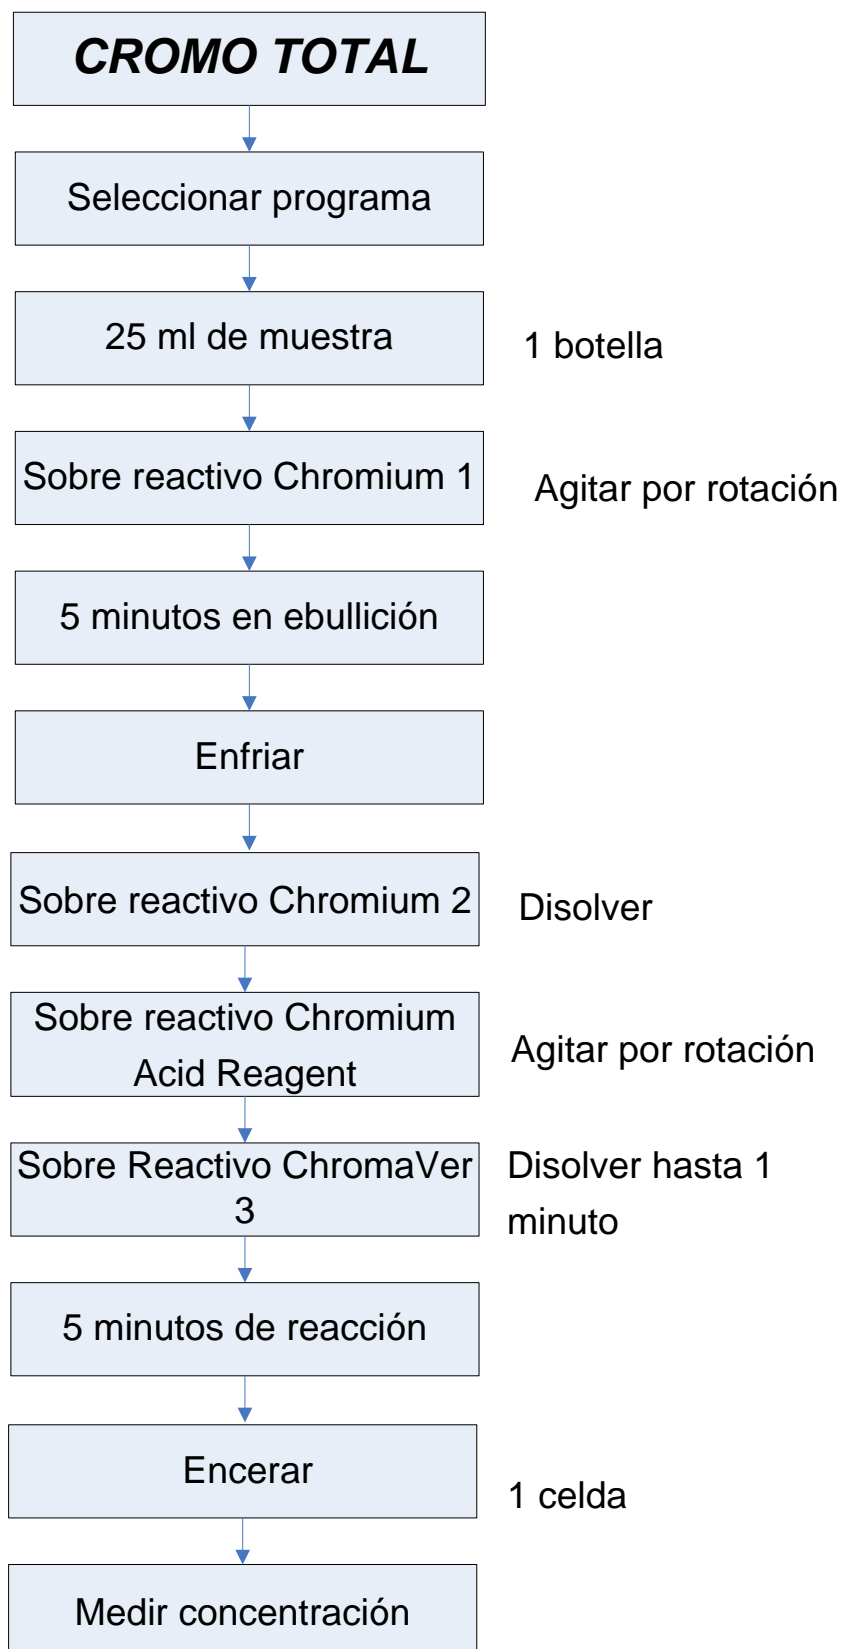 CROMO TOTAL
Seleccionar programa
25 ml de muestra
1 botella
Sobre reactivo Chromium 1
Agitar por rotación
5 minutos en ebullición
Enfriar
Sobre reactivo Chromium 2
Disolver
Sobre reactivo Chromium
Acid Reagent
Agitar por rotación
Sobre Reactivo ChromaVer
3
Disolver hasta 1
minuto
5 minutos de reacción
Encerar
1 celda
Medir concentración